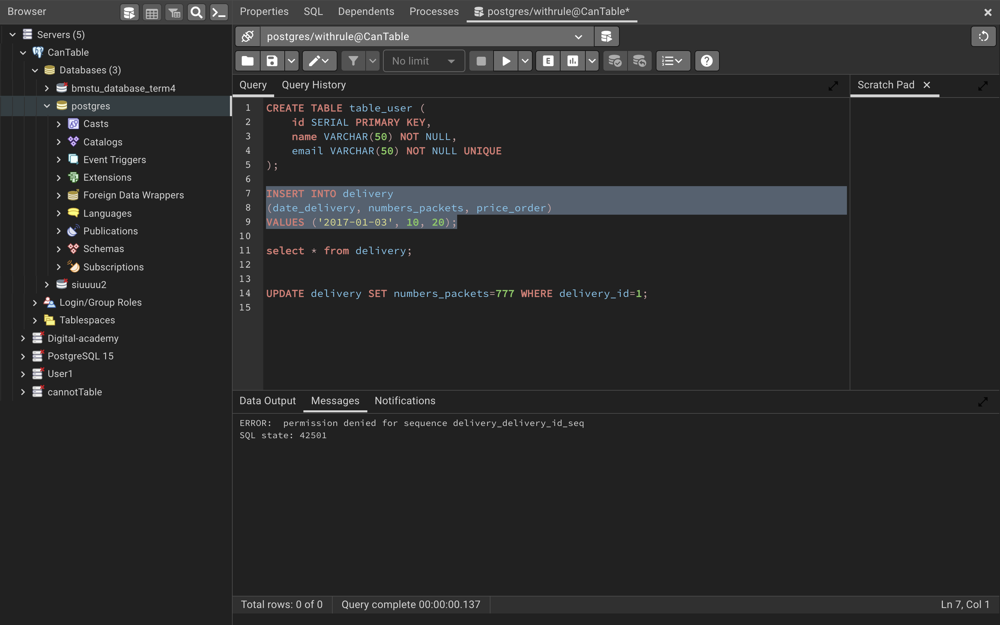 Browser
Properties
SQL
Dependents
Processes
postgres/withrule@CanTable*
Servers (5)
CanTable
Databases (3)
bmstu_database_term4
postgres
Casts
Catalogs
Event Triggers
Extensions
Foreign Data Wrappers
Languages
Publications
Schemas
Subscriptions
siuuuu2
Login/Group Roles
Tablespaces
Digital-academy
PostgreSQL 15
User1
cannotTable
postgres/withrule@CanTable
No limit
E
Query
Query History
Scratch Pad
1 CREATE TABLE table_user (
2 id SERIAL PRIMARY KEY,
3 name VARCHAR(50) NOT NULL,
4 email VARCHAR(50) NOT NULL UNIQUE
5 );
6
7 INSERT INTO delivery
8 (date_delivery, numbers_packets, price_order)
9 VALUES ('2017-01-03', 10, 20);
10
11 select * from delivery;
12
13
14 UPDATE delivery SET numbers_packets=777 WHERE delivery_id=1;
15
Data Output
Messages
Notifications
ERROR: permission denied for sequence delivery_delivery_id_seq
SQL state: 42501
Total rows: 0 of 0
Query complete 00:00:00.137
Ln 7, Col 1